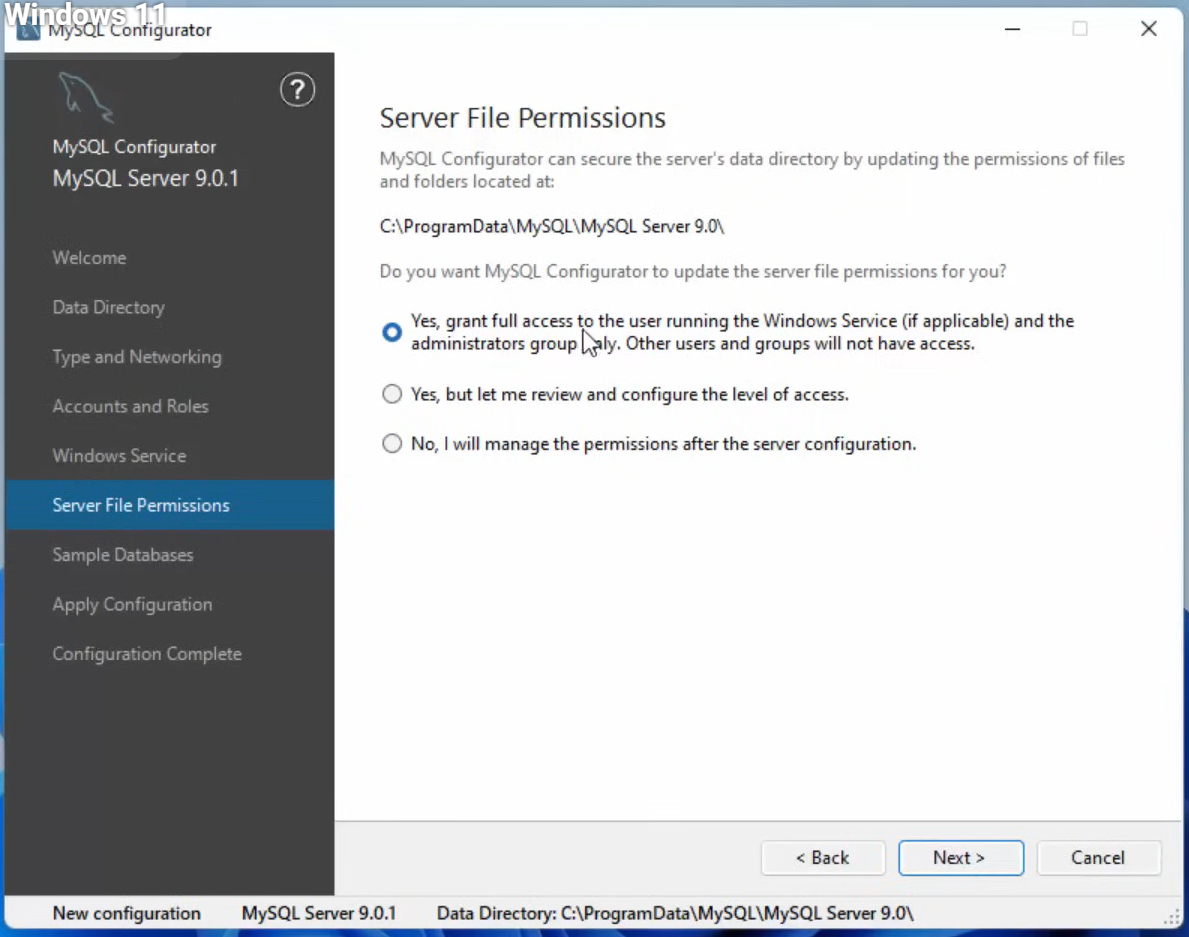 Windows 11
MySQL Configurator
?
MySQL Configurator
MySQL Server 9.0.1
Welcome
Data Directory
Type and Networking
Accounts and Roles
Windows Service
Server File Permissions
Sample Databases
Apply Configuration
Configuration Complete
Server File Permissions
MySQL Configurator can secure the server's data directory by updating the permissions of files
and folders located at:
C:\ProgramData\MySQL\MySQL Server 9.0\
Do you want MySQL Configurator to update the server file permissions for you?
Yes, grant full access to the user running the Windows Service (if applicable) and the
administrators group only. Other users and groups will not have access.
Yes, but let me review and configure the level of access.
No, I will manage the permissions after the server configuration.
< Back
Next >
Cancel
New configuration
MySQL Server 9.0.1
Data Directory: C:\ProgramData\MySQL\MySQL Server 9.0\